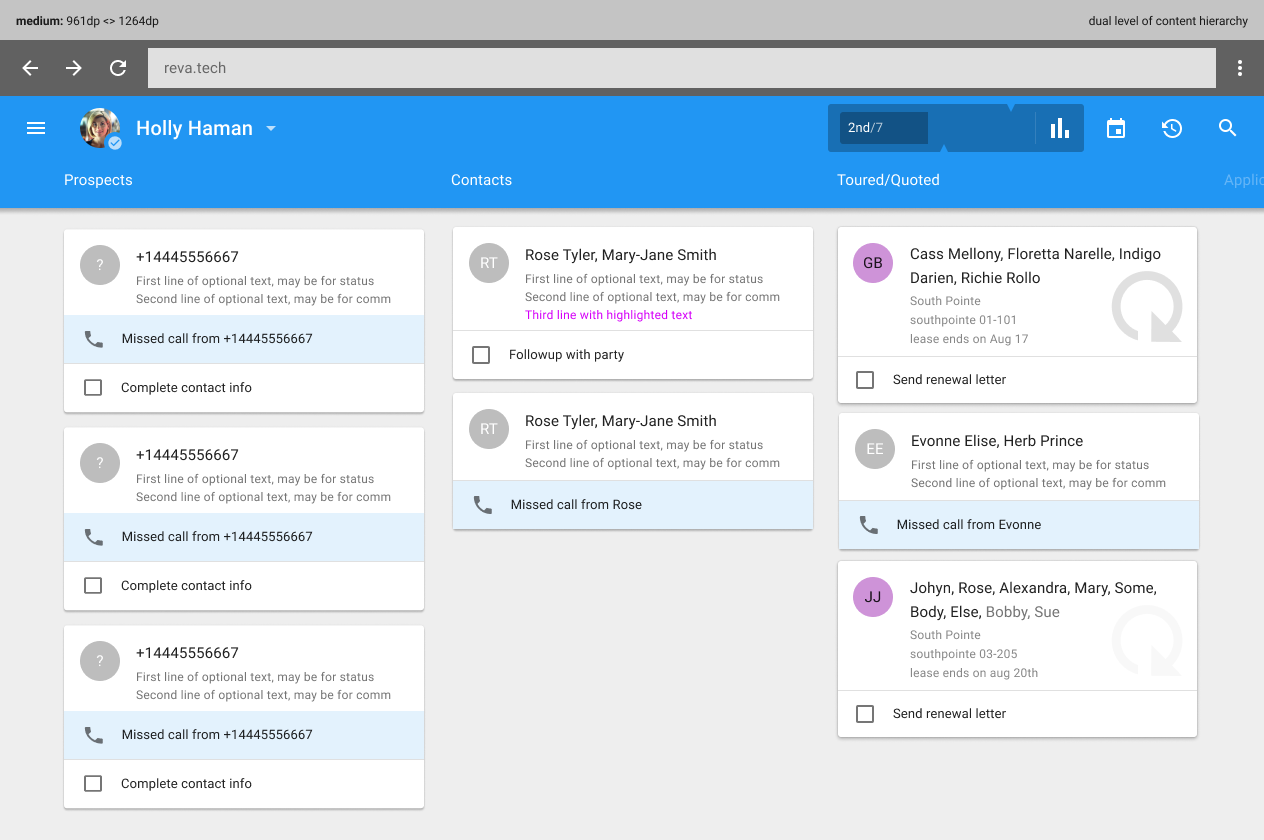 medium: 961dp <> 1264dp
dual level of content hierarchy
reva.tech
Holly Haman
2nd/7
Prospects
Contacts
Toured/Quoted
Applic
?
+14445556667
First line of optional text, may be for status
Second line of optional text, may be for comm
Missed call from +14445556667
Complete contact info
?
+14445556667
First line of optional text, may be for status
Second line of optional text, may be for comm
Missed call from +14445556667
Complete contact info
?
+14445556667
First line of optional text, may be for status
Second line of optional text, may be for comm
Missed call from +14445556667
Complete contact info
RT
Rose Tyler, Mary-Jane Smith
First line of optional text, may be for status
Second line of optional text, may be for comm
Third line with highlighted text
Followup with party
RT
Rose Tyler, Mary-Jane Smith
First line of optional text, may be for status
Second line of optional text, may be for comm
Missed call from Rose
GB
Cass Mellony, Floretta Narelle, Indigo
Darien, Richie Rollo
South Pointe
southpointe 01-101
lease ends on Aug 17
Send renewal letter
EE
Evonne Elise, Herb Prince
First line of optional text, may be for status
Second line of optional text, may be for comm
Missed call from Evonne
JJ
Johyn, Rose, Alexandra, Mary, Some,
Body, Else, Bobby, Sue
South Pointe
southpointe 03-205
lease ends on aug 20th
Send renewal letter